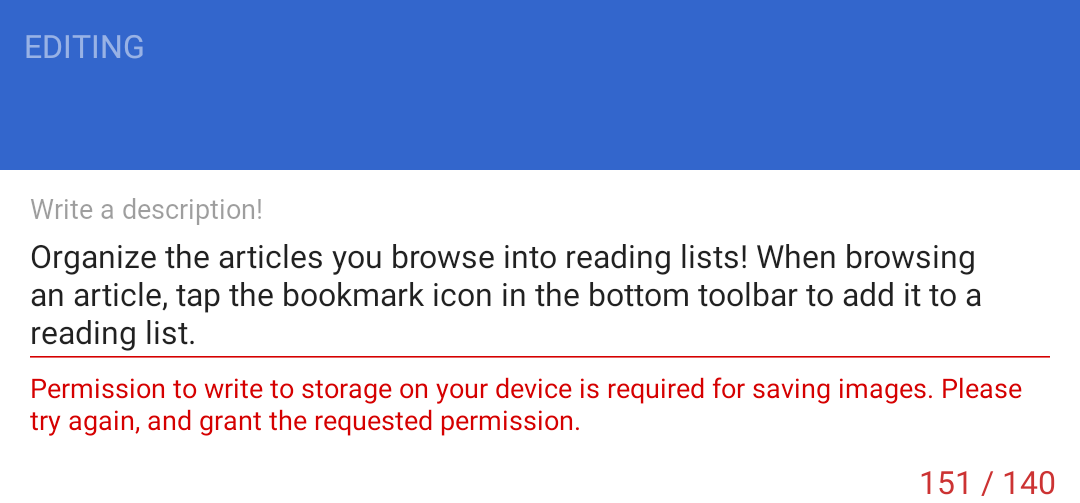 EDITING
Write a description!
Organize the articles you browse into reading lists! When browsing
an article, tap the bookmark icon in the bottom toolbar to add it to a
reading list.
Permission to write to storage on your device is required for saving images. Please
try again, and grant the requested permission.
151 / 140